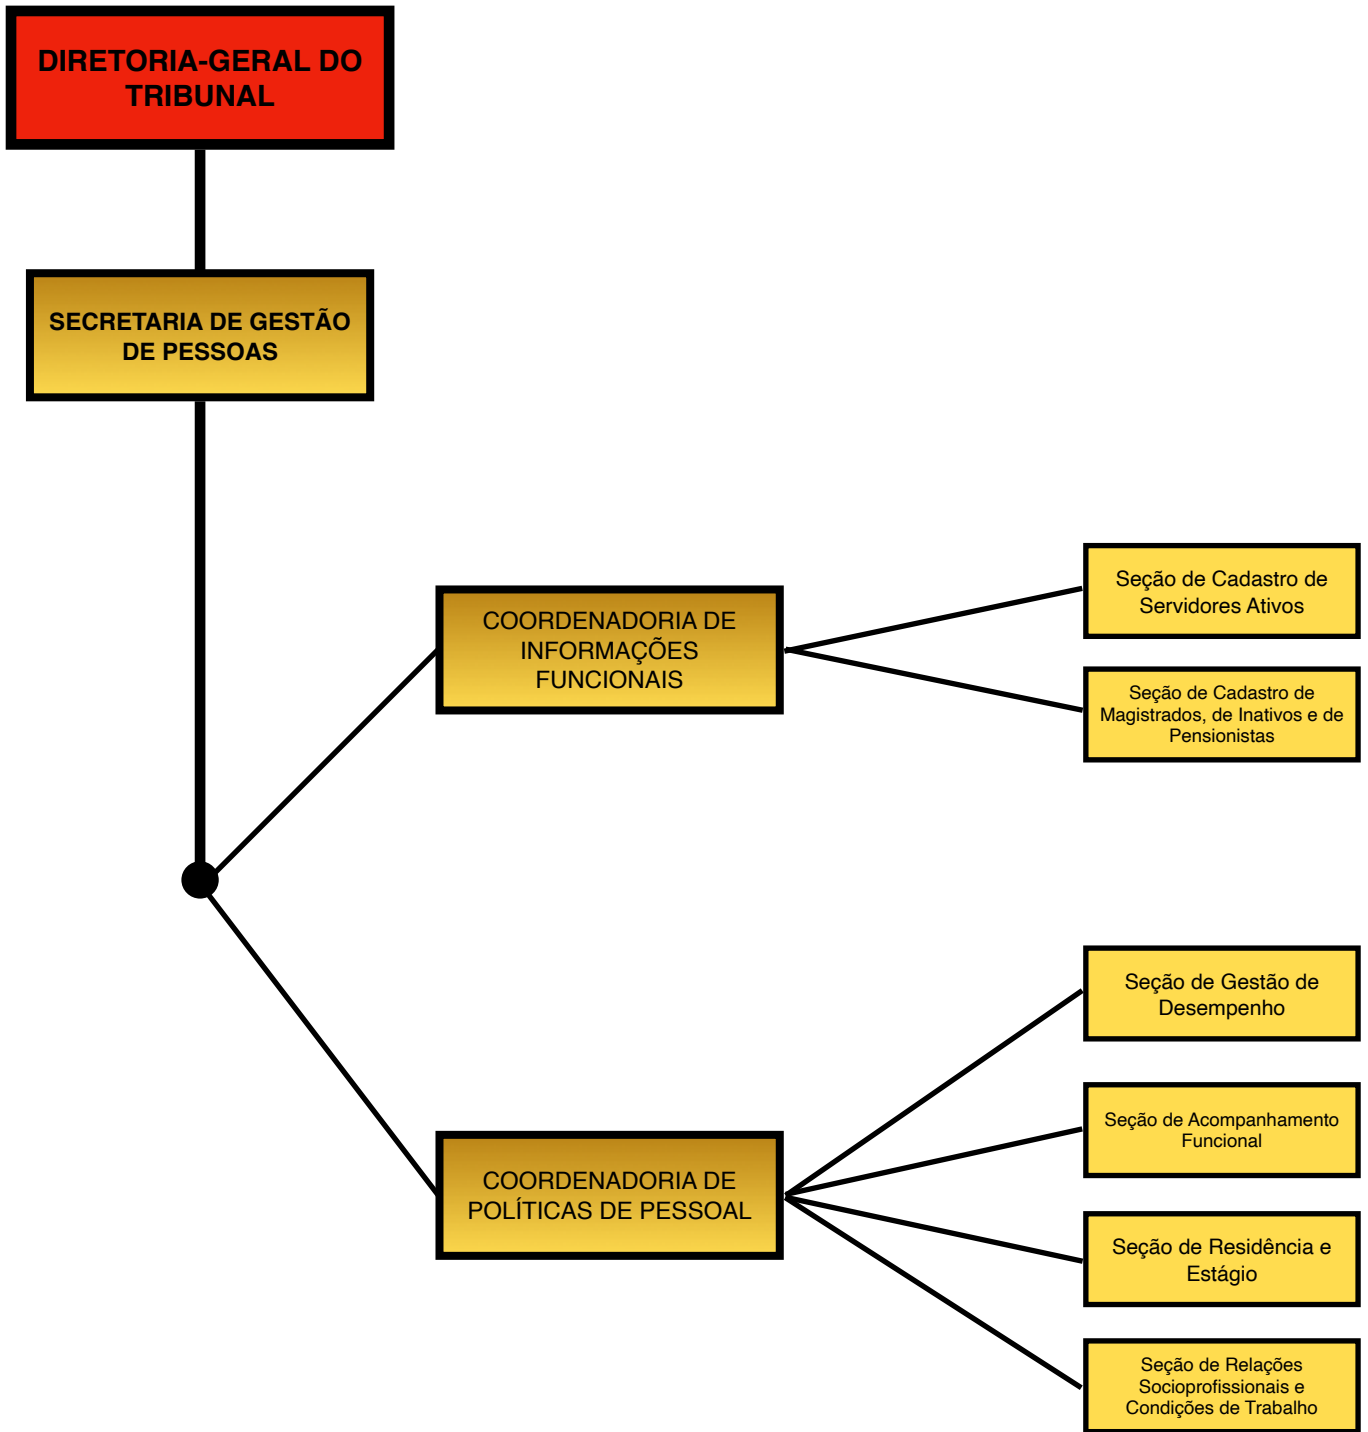 DIRETORIA-GERAL DO
TRIBUNAL
SECRETARIA DE GESTÃO
DE PESSOAS
COORDENADORIA DE
INFORMAÇÕES
FUNCIONAIS
Seção de Cadastro de
Servidores Ativos
Seção de Cadastro de
Magistrados, de Inativos e de
Pensionistas
COORDENADORIA DE
POLÍTICAS DE PESSOAL
Seção de Gestão de
Desempenho
Seção de Acompanhamento
Funcional
Seção de Residência e
Estágio
Seção de Relações
Socioprofissionais e
Condições de Trabalho